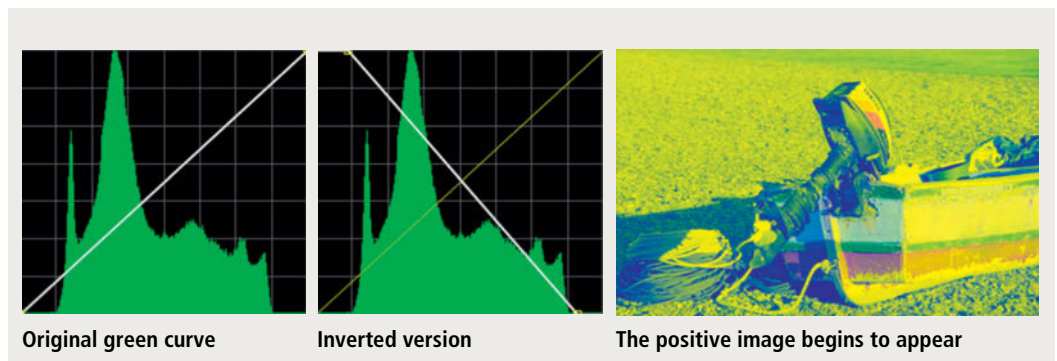 Original green curve
Inverted version
The positive image begins to appear